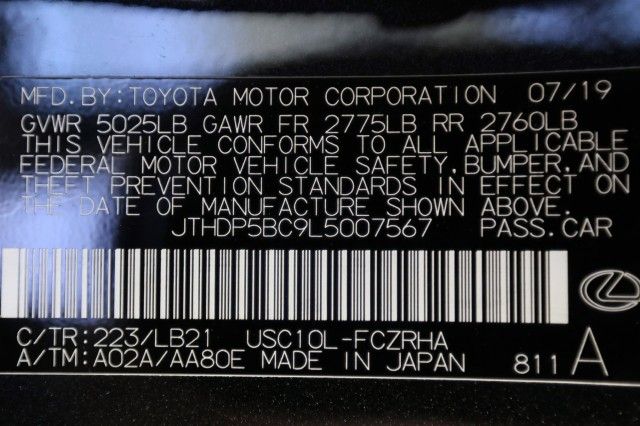 MFD.BY:TOYOTA MOTOR CORPORATION 07/19
GVWR 5025LB GAWR FR 2775LB RR 2760LB
THIS VEHICLE CONFORMS TO ALL APPLICABLE
FEDERAL MOTOR VEHICLE SAFETY,BUMPER,AND
THEFT PREVENTION STANDARDS IN EFFECT ON
THE DATE OF MANUFACTURE SHOWN ABOVE.
JTHDP5BC9L5007567 PASS.CAR
C/TR:223/LB21 USC10L-FCZRHA
A/TM:A02A/AA80E MADE IN JAPAN 811 A